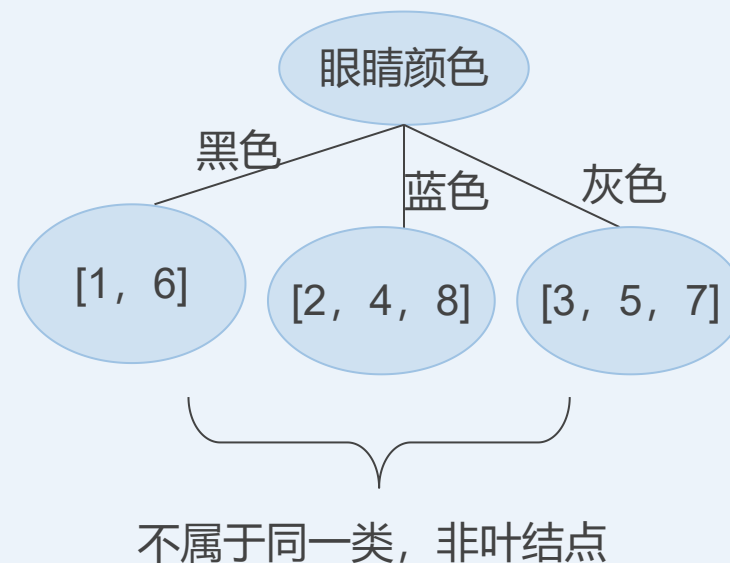 眼睛颜色
黑色
蓝色
灰色
[1，6]
[2，4，8]
[3，5，7]
不属于同一类，非叶结点